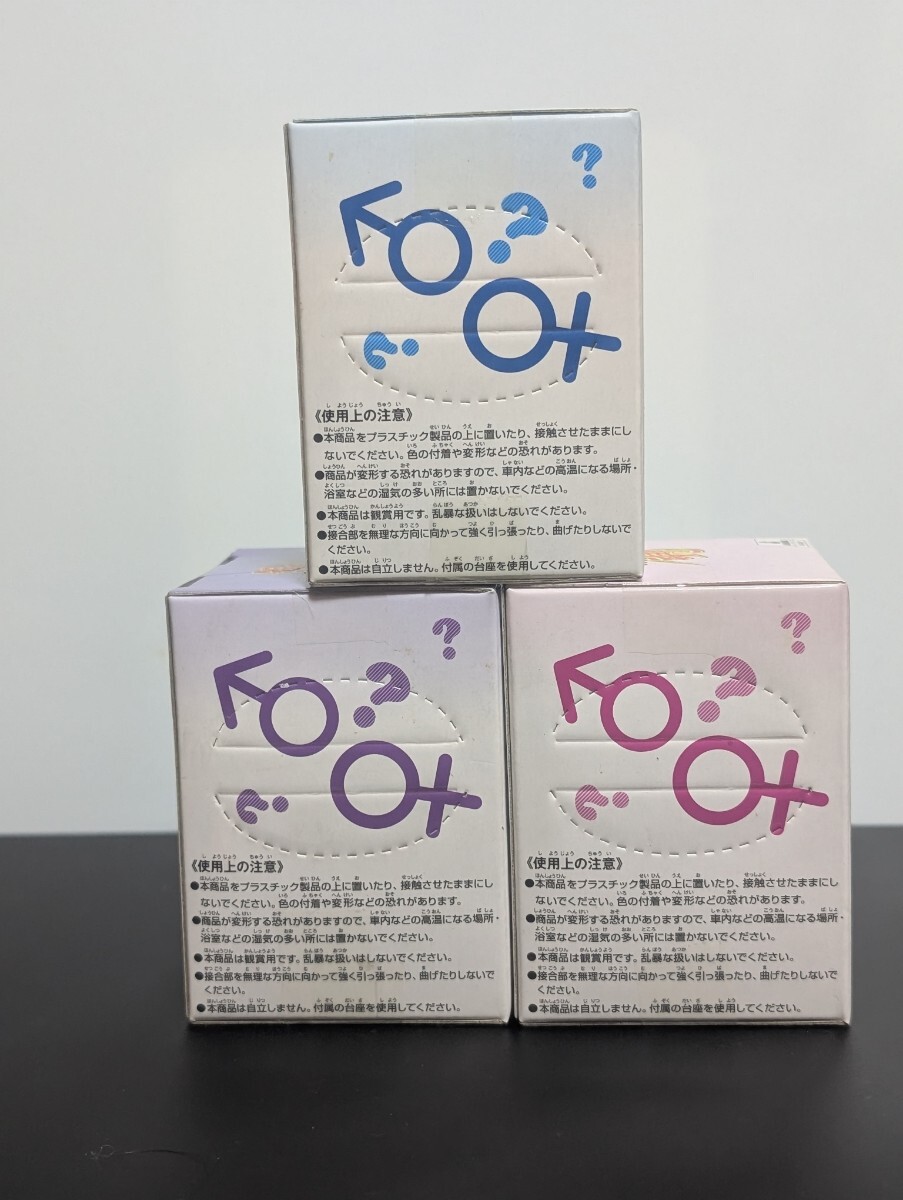 ?
?
?
《使用上の注意》
●本商品をプラスチック製品の上に置いたり、接触させたままにし
ないでください。色の付着や変形などの恐れがあります。
●商品が変形する恐れがありますので、車内などの高温になる場所・
浴室などの湿気の多い所には置かないでください。
●本商品は観賞用です。乱暴な扱いはしないでください。
●接合部を無理な方向に向かって強く引っ張ったり、曲げたりしないで
ください。
●本商品は自立しません。付属の台座を使用してください。
?
?
?
《使用上の注意》
●本商品をプラスチック製品の上に置いたり、接触させたままにし
ないでください。色の付着や変形などの恐れがあります。
●商品が変形する恐れがありますので、車内などの高温になる場所・
浴室などの湿気の多い所には置かないでください。
●本商品は観賞用です。乱暴な扱いはしないでください。
●接合部を無理な方向に向かって強く引っ張ったり、曲げたりしないで
ください。
●本商品は自立しません。付属の台座を使用してください。
?
?
?
《使用上の注意》
●本商品をプラスチック製品の上に置いたり、接触させたままにし
ないでください。色の付着や変形などの恐れがあります。
●商品が変形する恐れがありますので、車内などの高温になる場所・
浴室などの湿気の多い所には置かないでください。
●本商品は観賞用です。乱暴な扱いはしないでください。
●接合部を無理な方向に向かって強く引っ張ったり、曲げたりしないで
ください。
●本商品は自立しません。付属の台座を使用してください。